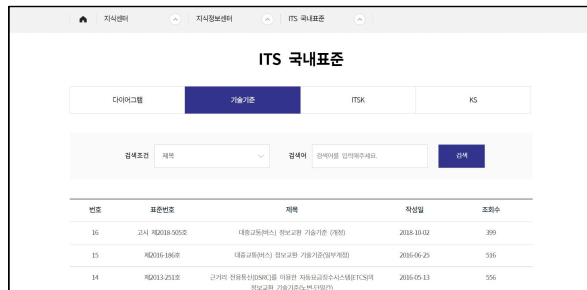 지식센터 지식정보센터 ITS 국내표준
ITS 국내표준
다이어그램 기술기준 ITSK KS
검색조건 제목 검색어 검색어를 입력해주세요. 검색
번호 표준번호 제목 작성일 조회수
16 고시 제2018-505호 대중교통(버스) 정보교환 기술기준 (개정) 2018-10-02 399
15 제2016-186호 대중교통(버스) 정보교환 기술기준(일부개정) 2016-06-25 516
14 제2013-251호 근거리 전용통신(DSRC)를 이용한 자동요금징수시스템(ETCS)의 2016-05-13 556
정보교환 기술기준(노변-단말간)